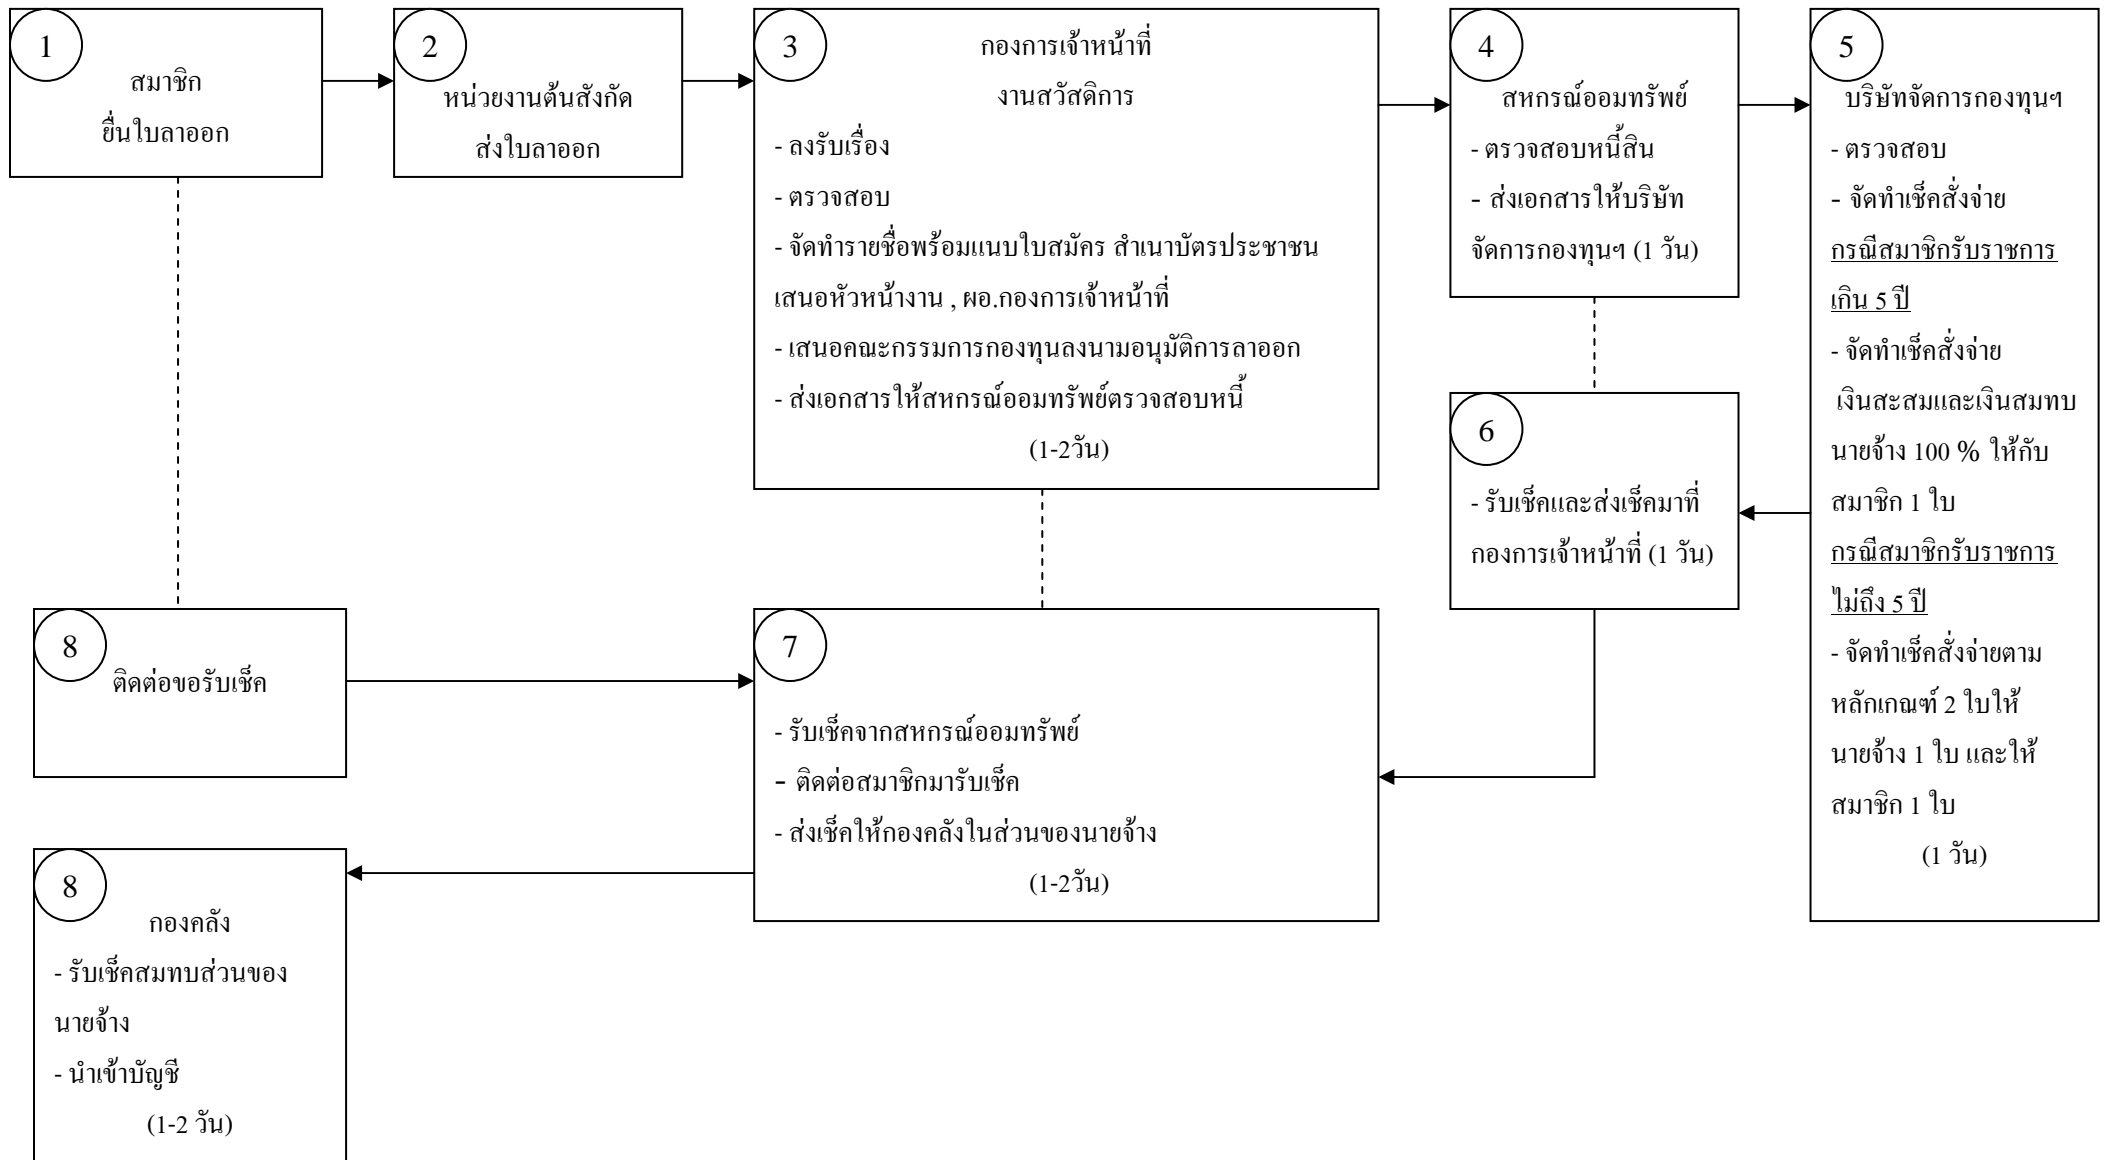 1
สมาชิก
ยื่นใบลาออก
2
หน่วยงานต้นสังกัด
ส่งใบลาออก
3
กองการเจ้าหน้าที่
งานสวัสดิการ
- ลงรับเรื่อง
- ตรวจสอบ
- จัดทำรายชื่อพร้อมแนบใบสมัคร สำเนาบัตรประชาชน
เสนอหัวหน้างาน , ผอ.กองการเจ้าหน้าที่
- เสนอคณะกรรมการกองทุนลงนามอนุมัติการลาออก
- ส่งเอกสารให้สหกรณ์ออมทรัพย์ตรวจสอบหนี้
(1-2วัน)
4
สหกรณ์ออมทรัพย์
- ตรวจสอบหนี้สิน
- ส่งเอกสารให้บริษัท
จัดการกองทุนฯ (1 วัน)
5
บริษัทจัดการกองทุนฯ
- ตรวจสอบ
- จัดทำเช็คสั่งจ่าย
กรณีสมาชิกรับราชการ
เกิน 5 ปี
- จัดทำเช็คสั่งจ่าย
เงินสะสมและเงินสมทบ
นายจ้าง 100 % ให้กับ
สมาชิก 1 ใบ
กรณีสมาชิกรับราชการ
ไม่ถึง 5 ปี
- จัดทำเช็คสั่งจ่ายตาม
หลักเกณฑ์ 2 ใบให้
นายจ้าง 1 ใบ และให้
สมาชิก 1 ใบ
(1 วัน)
6
- รับเช็คและส่งเช็คมาที่
กองการเจ้าหน้าที่ (1 วัน)
7
- รับเช็คจากสหกรณ์ออมทรัพย์
- ติดต่อสมาชิกมารับเช็ค
- ส่งเช็คให้กองคลังในส่วนของนายจ้าง
(1-2วัน)
8
ติดต่อขอรับเช็ค
8
กองคลัง
- รับเช็คสมทบส่วนของ
นายจ้าง
- นำเข้าบัญชี
(1-2 วัน)